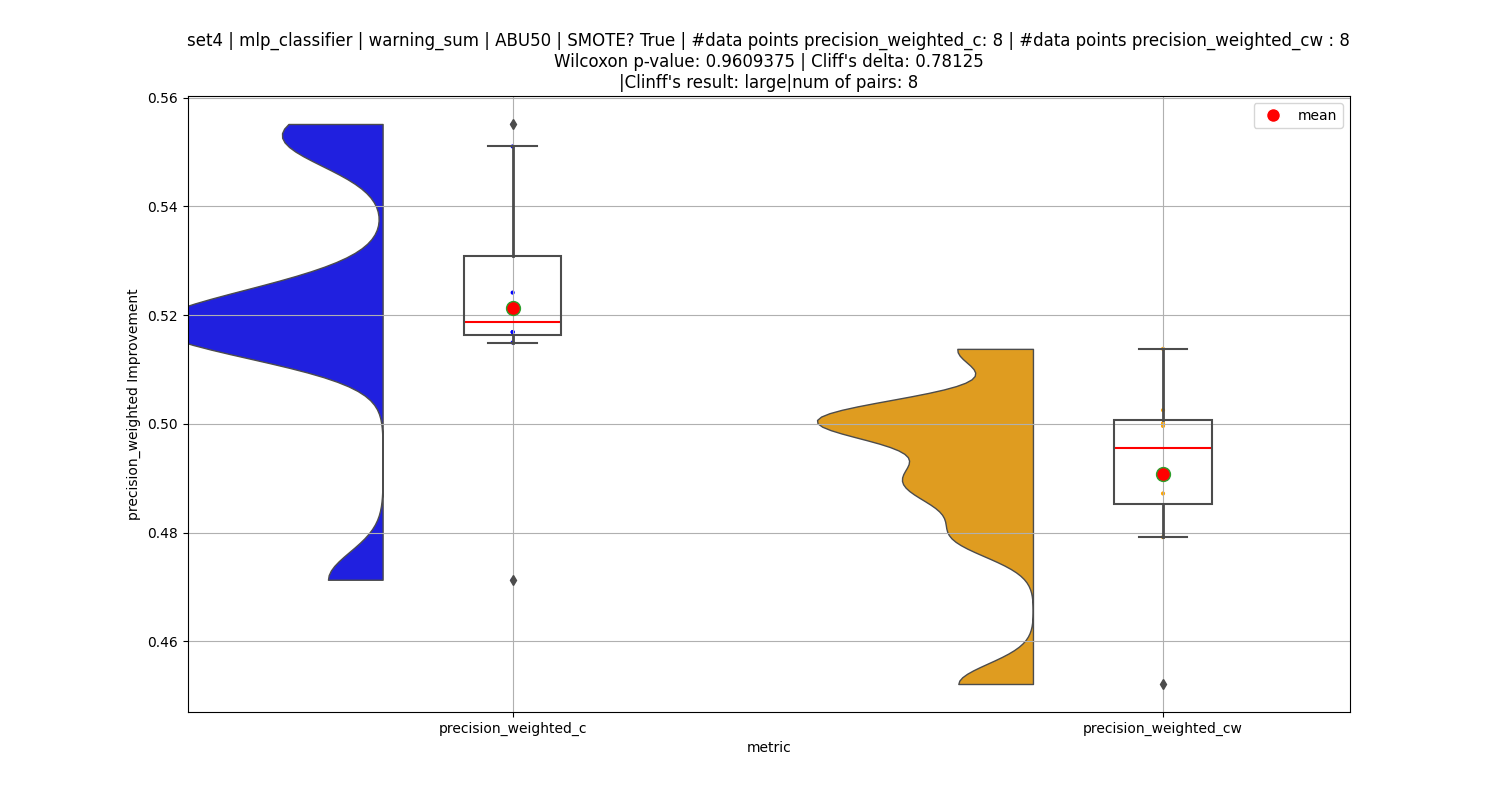 set4 | mlp_classifier | warning_sum | ABU50 | SMOTE? True | #data points precision_weighted_c: 8 | #data points precision_weighted_cw : 8
Wilcoxon p-value: 0.9609375 | Cliff's delta: 0.78125
|Clinff's result: large|num of pairs: 8
mean
0.56
0.54
0.52
0.50
0.48
0.46
precision_weighted Improvement
precision_weighted_c
precision_weighted_cw
metric